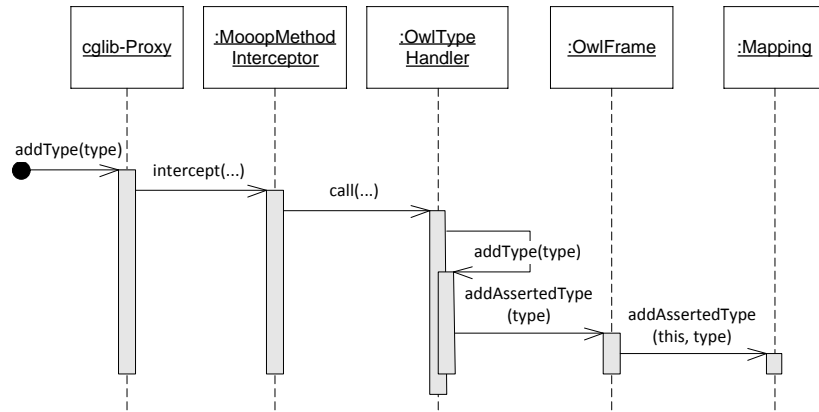 cglib-Proxy
:MooopMethod
Interceptor
:OwlType
Handler
:OwlFrame
:Mapping
addType(type)
intercept(...)
call(...)
addType(type)
addAssertedType
(type)
addAssertedType
(this, type)